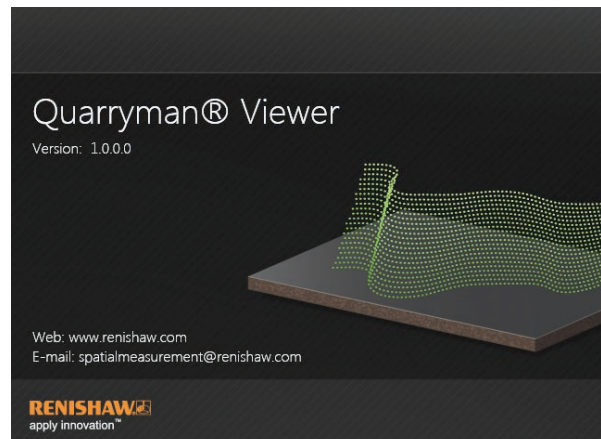 Quarryman® Viewer
Version: 1.0.0.0
Web: www.renishaw.com
E-mail: spatialmeasurement@renishaw.com
RENISHAW
apply innovation™